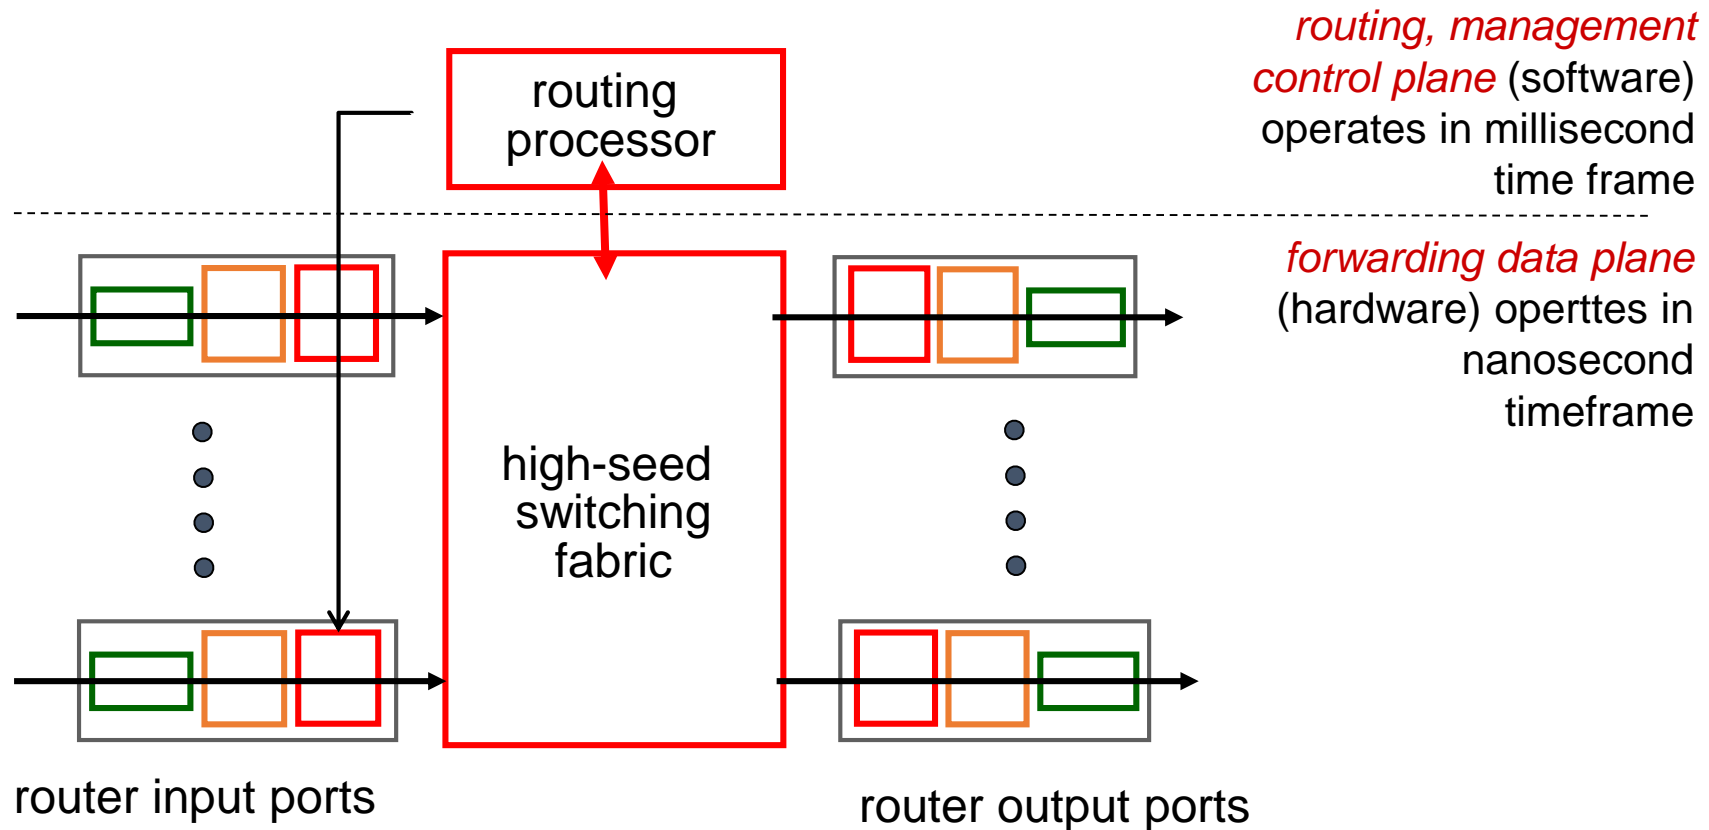 routing, management
control plane (software)
operates in millisecond
time frame
routing
processor
forwarding data plane
(hardware) operttes in
nanosecond
timeframe
high-seed
switching
fabric
router input ports
router output ports